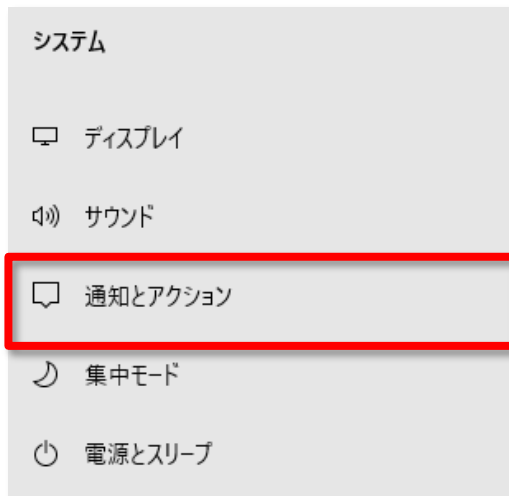 システム
ディスプレイ
サウンド
通知とアクション
集中モード
電源とスリープ